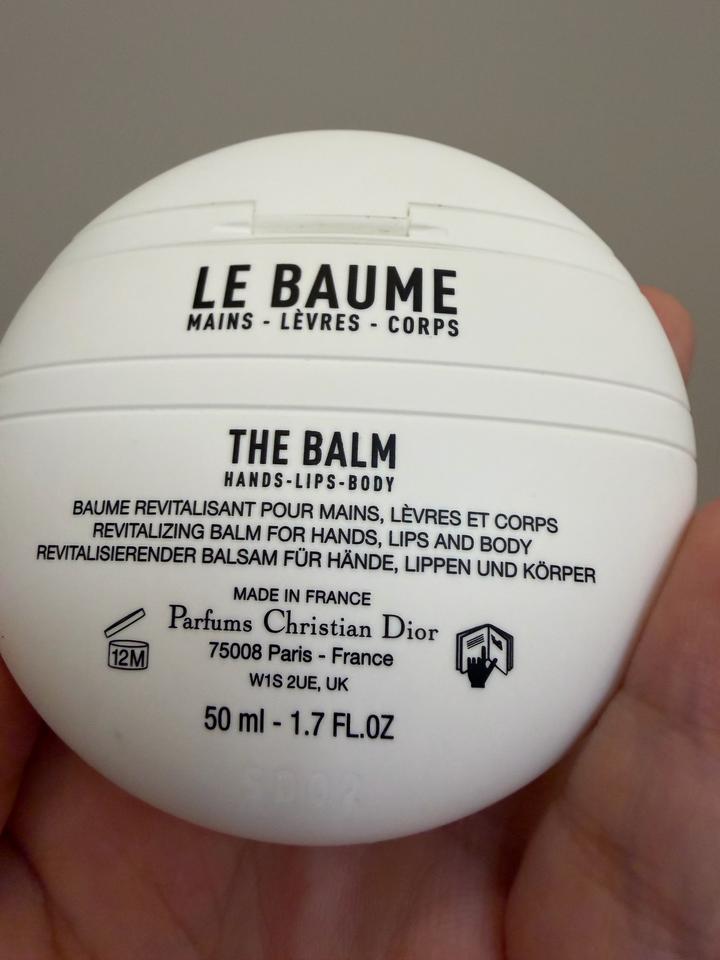 LE BAUME
MAINS - LÈVRES - CORPS
THE BALM
HANDS-LIPS-BODY
BAUME REVITALISANT POUR MAINS, LÈVRES ET CORPS
REVITALIZING BALM FOR HANDS, LIPS AND BODY
REVITALISIERENDER BALSAM FÜR HÄNDE, LIPPEN UND KÖRPER
MADE IN FRANCE
Parfums Christian Dior
12M
75008 Paris - France
W1S 2UE, UK
50 ml - 1.7 FL.OZ